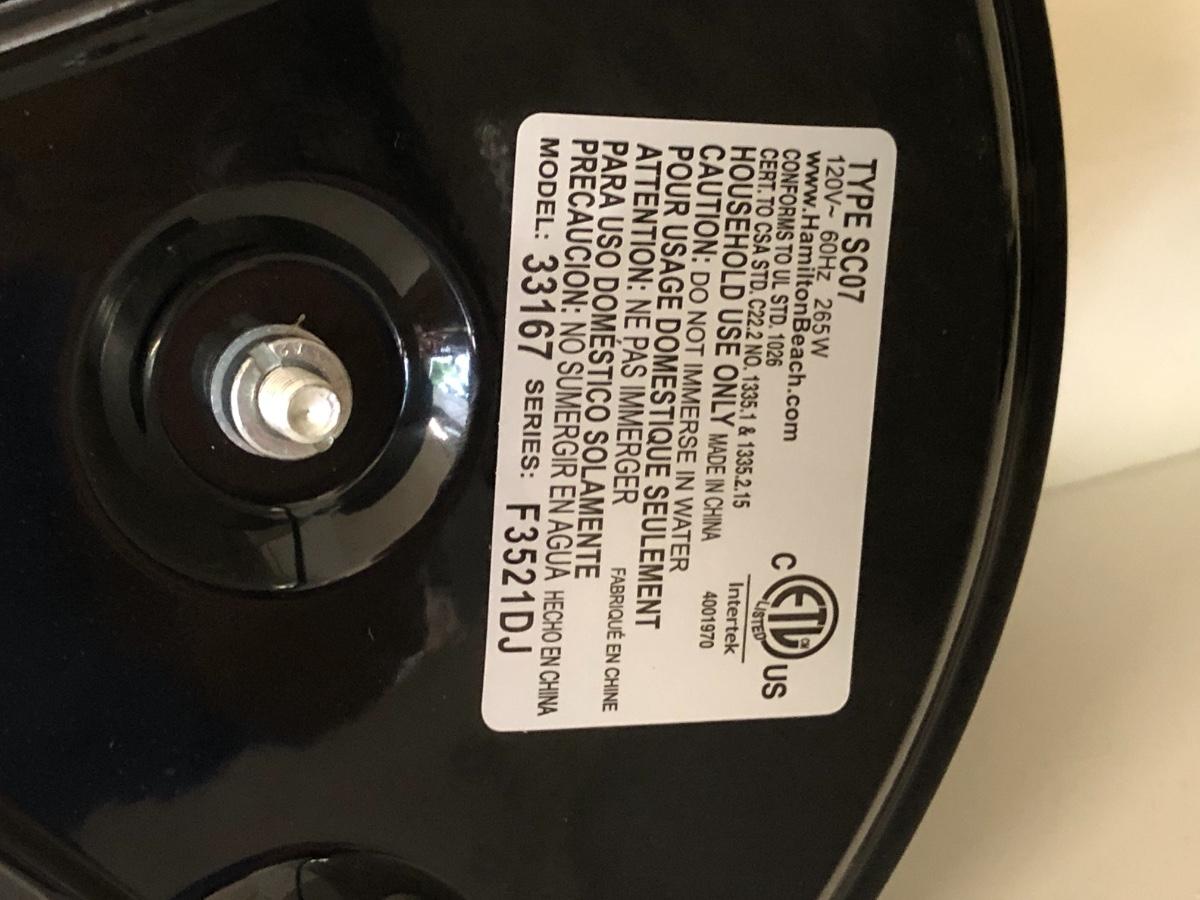 TYPE SC07
120V~ 60Hz 265W
www.HamiltonBeach.com
CONFORMS TO UL STD. 1026
CERT. TO CSA STD. C22.2 NO. 1335.1 & 1335.2.15
HOUSEHOLD USE ONLY MADE IN CHINA
CAUTION: DO NOT IMMERSE IN WATER
POUR USAGE DOMESTIQUE SEULEMENT
ATTENTION: NE PAS IMMERGER FABRIQUÉ EN CHINE
PARA USO DOMÉSTICO SOLAMENTE
PRECAUCION: NO SUMERGIR EN AGUA HECHO EN CHINA
MODEL: 33167 SERIES: F3521DJ
C ETL CM US
LISTED
Intertek
4001970